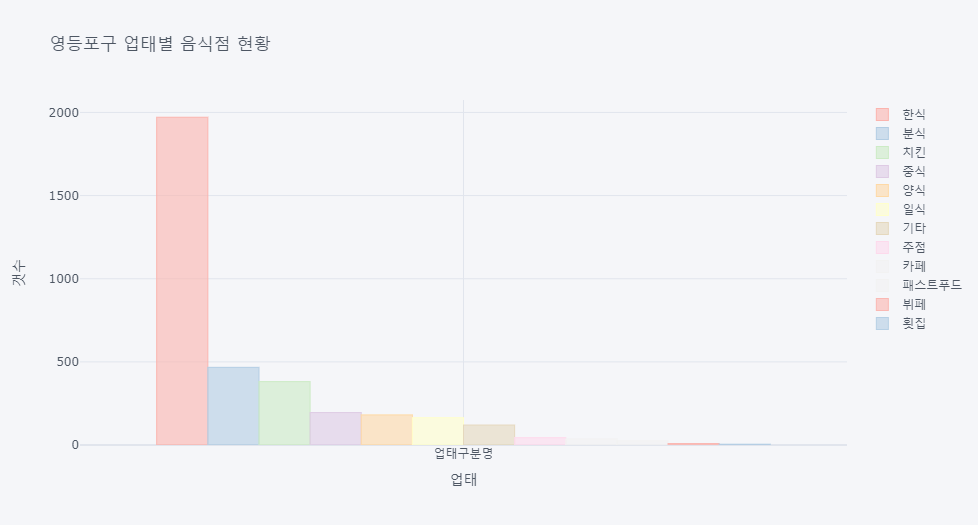 영등포구 업태별 음식점 현황
2000
1500
1000
500
0
갯수
업태구분명
업태
한식
분식
치킨
중식
양식
일식
기타
주점
카페
패스트푸드
뷔페
횟집